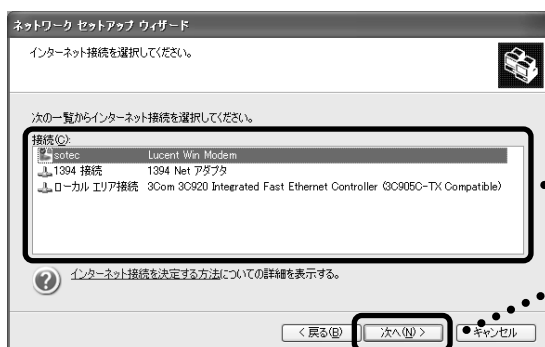 ネットワーク セットアップ ウィザード
インターネット接続を選択してください。
次の一覧からインターネット接続を選択してください。
接続(C):
sotec Lucent Win Modem
1394 接続 1394 Net アダプタ
ローカル エリア接続 3Com 3C920 Integrated Fast Ethernet Controller (3C905C-TX Compatible)
インターネット接続を決定する方法についての詳細を表示する。
< 戻る(B) 次へ(N) > キャンセル